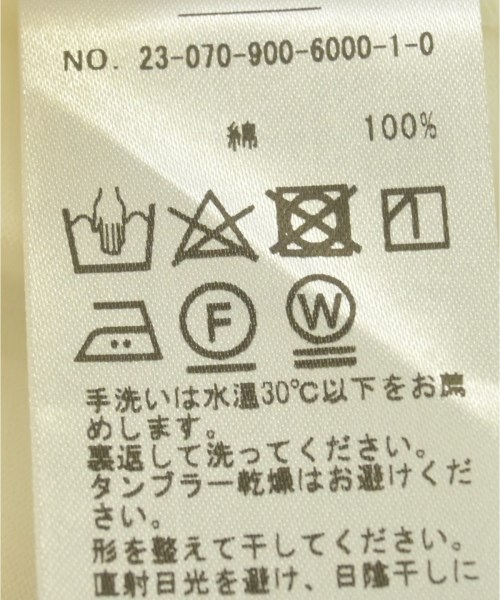 NO. 23-070-900-6000-1-0
綿 100%
F W
手洗いは水温30℃以下をお薦
めします。
裏返して洗ってください。
タンブラー乾燥はお避けくだ
さい。
形を整えて干してください。
直射日光を避け、日陰干しに